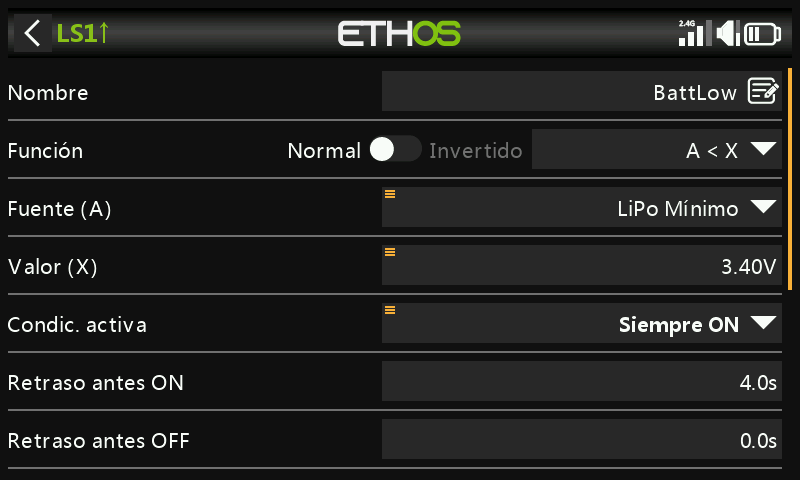 LS1↑ ETHOS 2.4G
Nombre BattLow
Función Normal Invertido A < X
Fuente (A) LiPo Mínimo
Valor (X) 3.40V
Condic. activa Siempre ON
Retraso antes ON 4.0s
Retraso antes OFF 0.0s